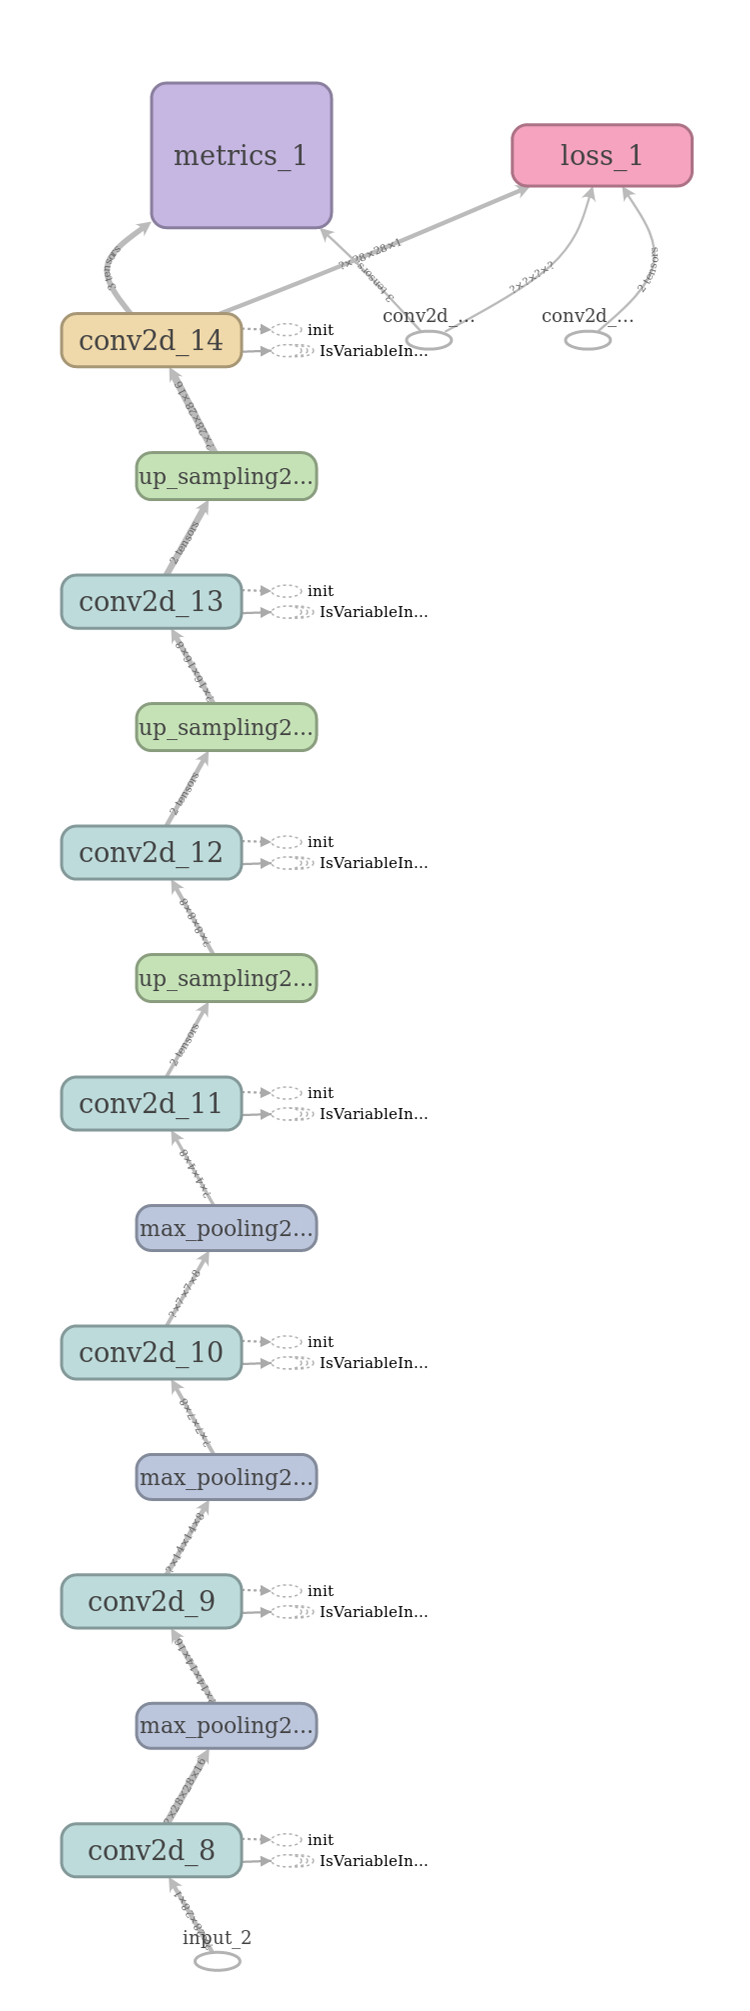 metrics_1
loss_1
3 tensors
?×28×28×1
3 tensors
?×?×?×?
2 tensors
conv2d_...
conv2d_...
conv2d_14
init
IsVariableIn...
?×28×28×16
up_sampling2...
2 tensors
conv2d_13
init
IsVariableIn...
?×16×16×8
up_sampling2...
2 tensors
conv2d_12
init
IsVariableIn...
?×8×8×8
up_sampling2...
2 tensors
conv2d_11
init
IsVariableIn...
?×4×4×8
max_pooling2...
?×7×7×8
conv2d_10
init
IsVariableIn...
?×7×7×8
max_pooling2...
?×14×14×8
conv2d_9
init
IsVariableIn...
?×14×14×16
max_pooling2...
?×28×28×16
conv2d_8
init
IsVariableIn...
?×28×28×1
input_2